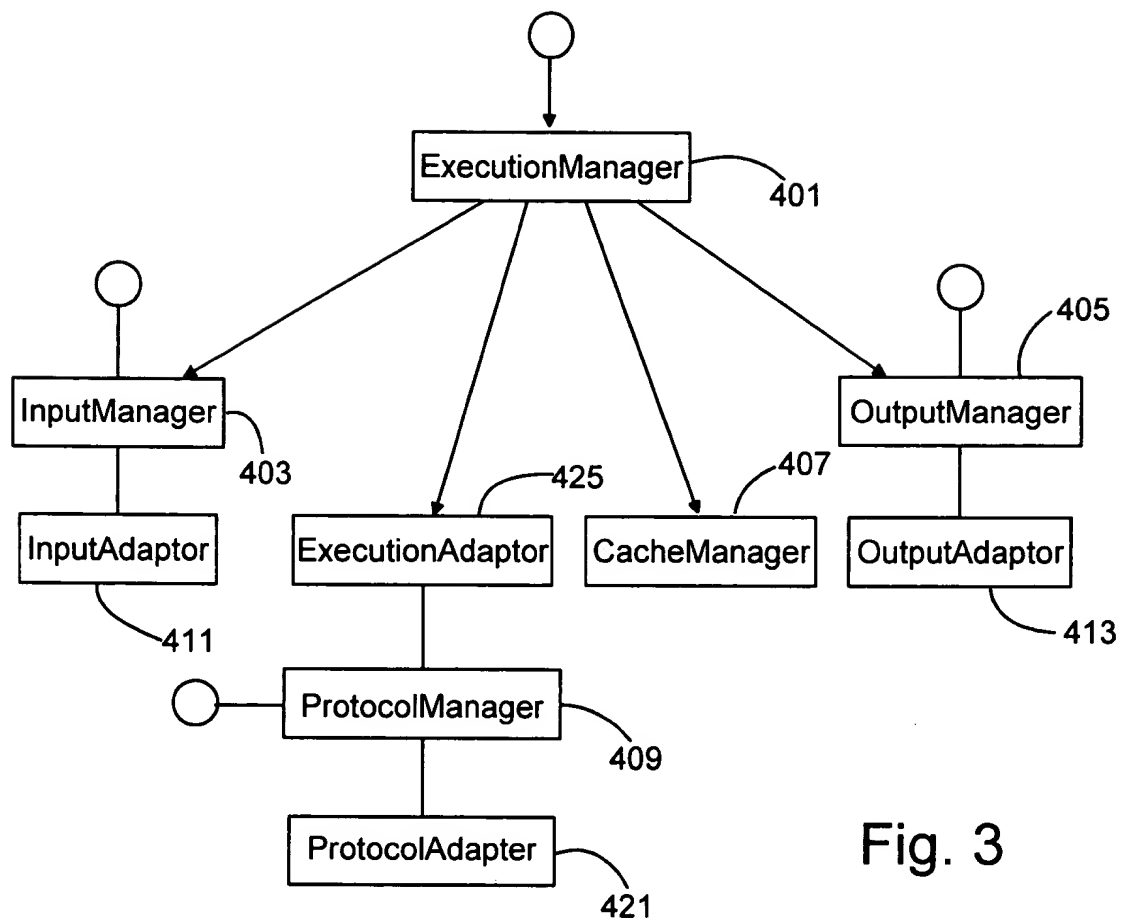 ExecutionManager
401
405
InputManager
403
OutputManager
425
407
InputAdaptor
ExecutionAdaptor
CacheManager
OutputAdaptor
411
413
ProtocolManager
409
ProtocolAdapter
421
Fig. 3